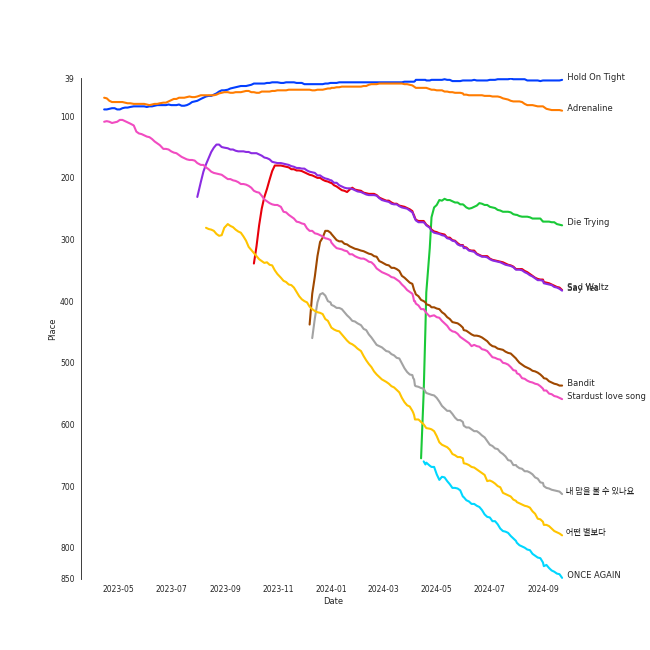 39
100
200
300
400
500
600
700
800
850
Place
2023-05
2023-07
2023-09
2023-11
2024-01
2024-03
2024-05
2024-07
2024-09
Date
Hold On Tight
Adrenaline
Die Trying
Sad Waltz
Say Yes
Bandit
Stardust love song
내 맘을 볼 수 있나요
어떤 별보다
ONCE AGAIN